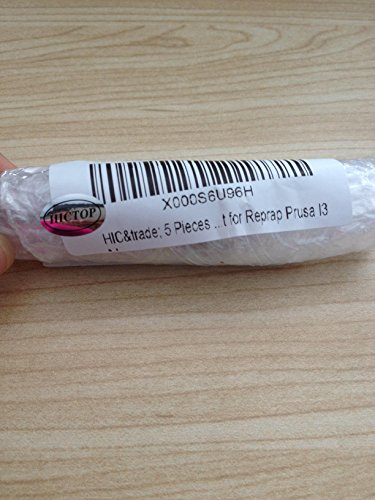 HICTOP
X000S6U96H
HIC&trade; 5 Pieces ...t for Reprap Prusa I3